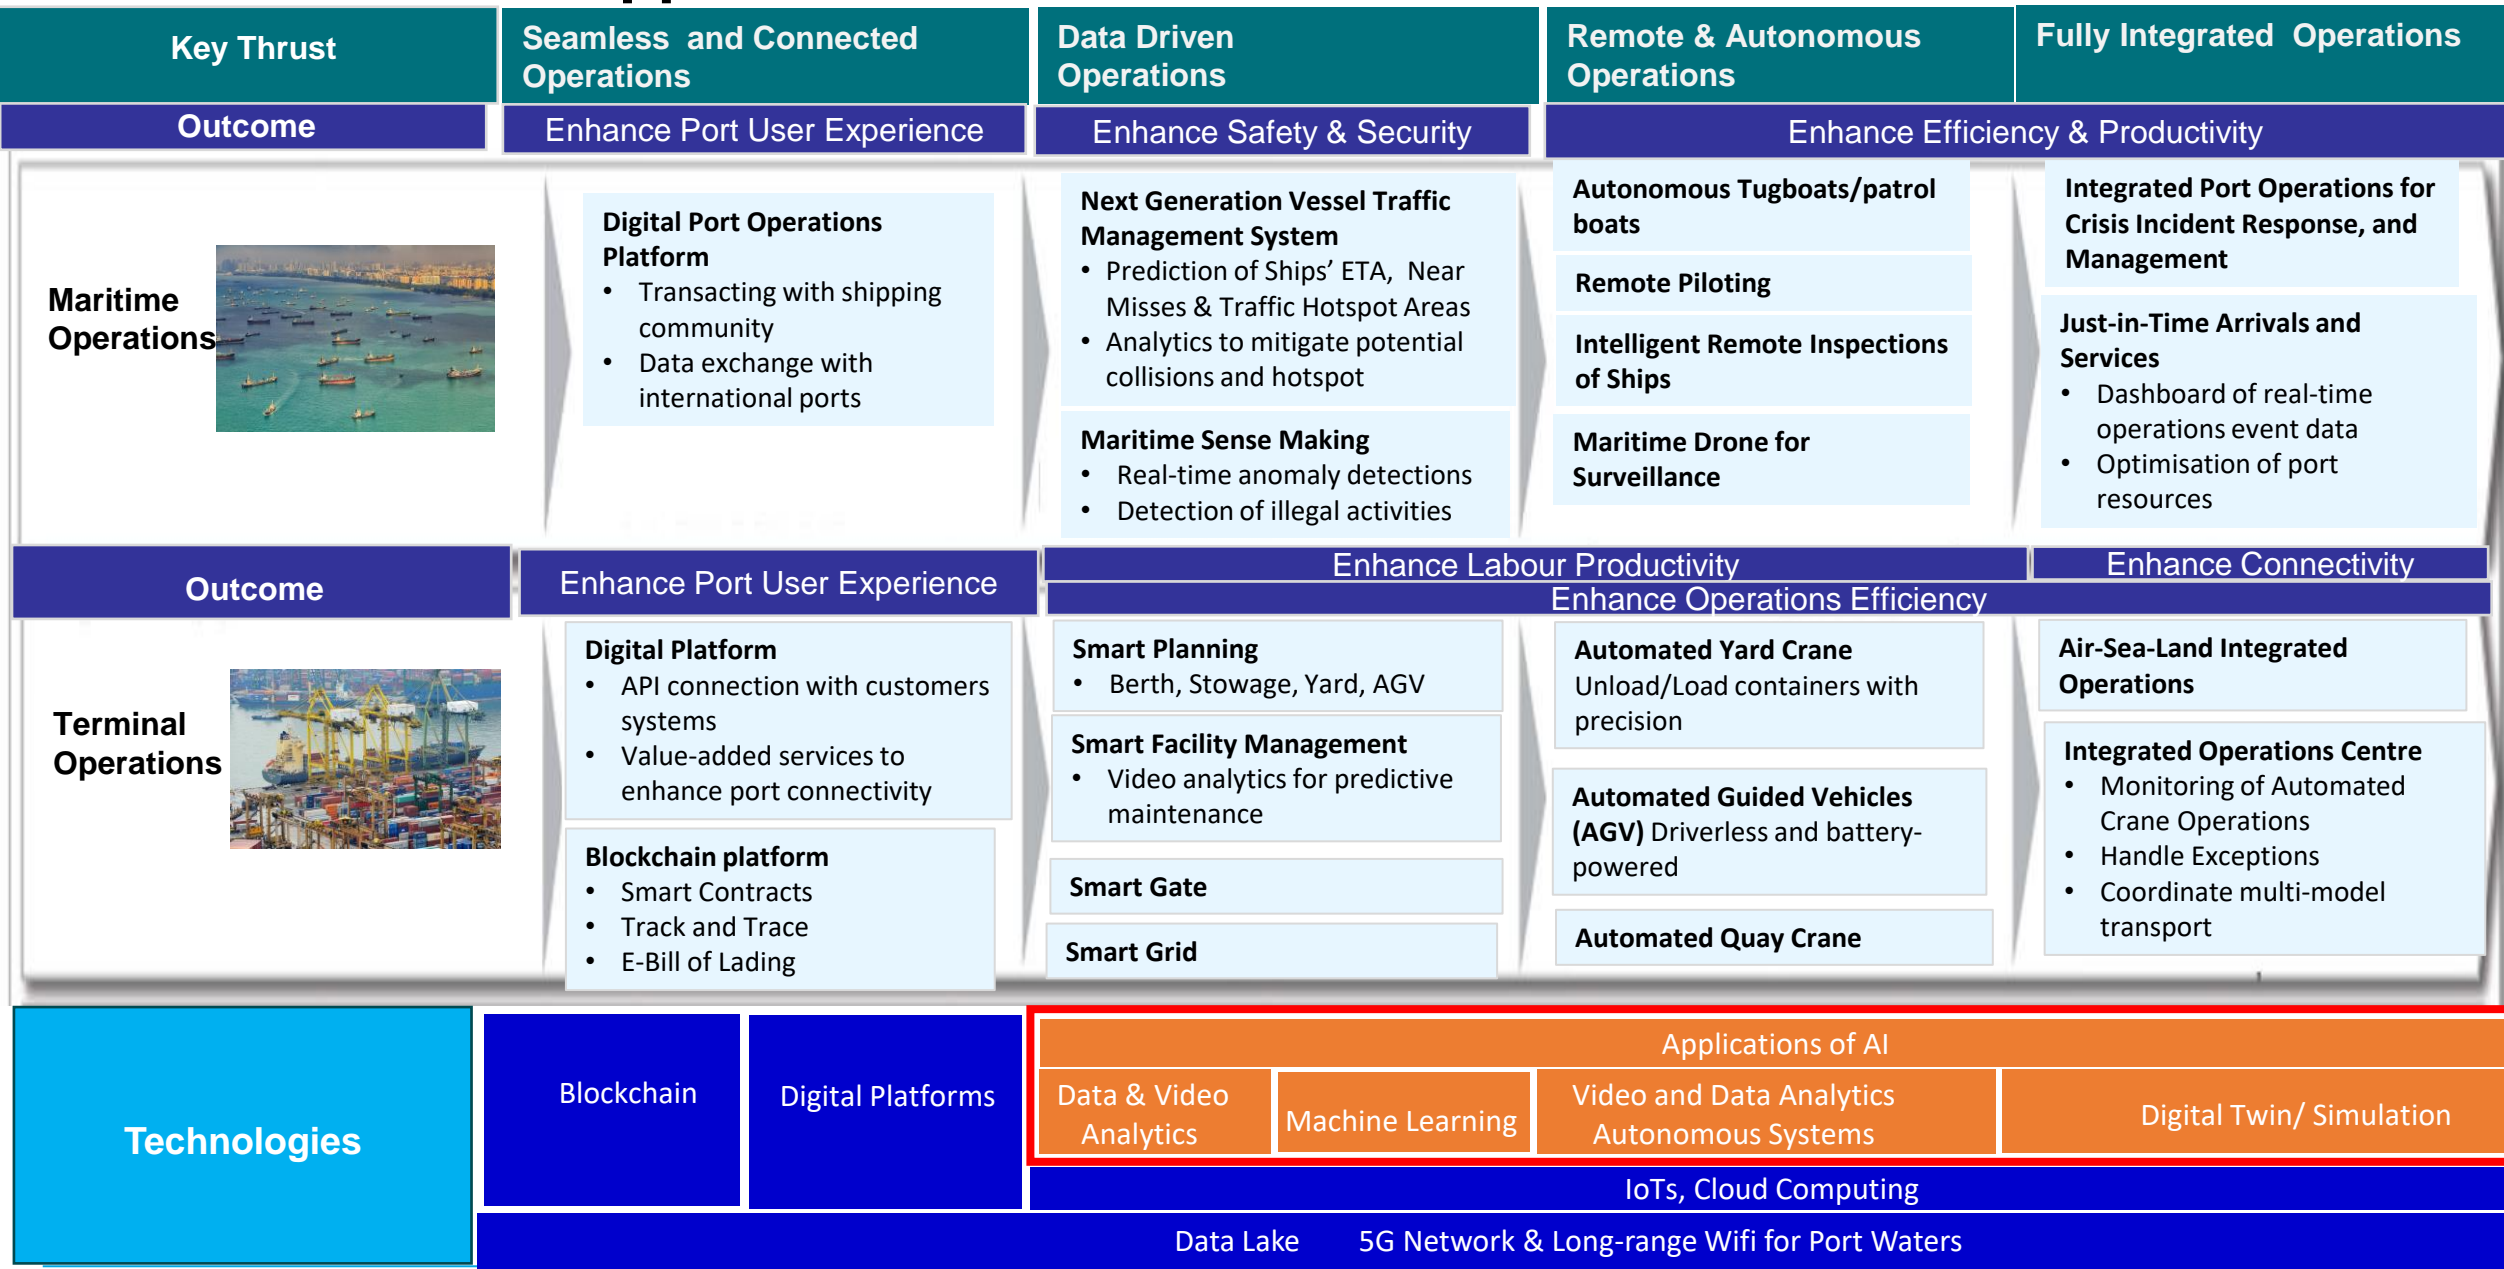 Key Thrust
Seamless and Connected
Operations
Data Driven
Operations
Remote & Autonomous
Operations
Fully Integrated Operations
Outcome
Enhance Port User Experience
Enhance Safety & Security
Enhance Efficiency & Productivity
Maritime
Operations
Digital Port Operations
Platform
• Transacting with shipping
community
• Data exchange with
international ports
Next Generation Vessel Traffic
Management System
• Prediction of Ships’ ETA, Near
Misses & Traffic Hotspot Areas
• Analytics to mitigate potential
collisions and hotspot
Maritime Sense Making
• Real-time anomaly detections
• Detection of illegal activities
Autonomous Tugboats/patrol
boats
Remote Piloting
Intelligent Remote Inspections
of Ships
Maritime Drone for
Surveillance
Integrated Port Operations for
Crisis Incident Response, and
Management
Just-in-Time Arrivals and
Services
• Dashboard of real-time
operations event data
• Optimisation of port
resources
Outcome
Enhance Port User Experience
Enhance Labour Productivity
Enhance Connectivity
Enhance Operations Efficiency
Terminal
Operations
Digital Platform
• API connection with customers
systems
• Value-added services to
enhance port connectivity
Blockchain platform
• Smart Contracts
• Track and Trace
• E-Bill of Lading
Smart Planning
• Berth, Stowage, Yard, AGV
Smart Facility Management
• Video analytics for predictive
maintenance
Smart Gate
Smart Grid
Automated Yard Crane
Unload/Load containers with
precision
Automated Guided Vehicles
(AGV) Driverless and battery-
powered
Automated Quay Crane
Air-Sea-Land Integrated
Operations
Integrated Operations Centre
• Monitoring of Automated
Crane Operations
• Handle Exceptions
• Coordinate multi-model
transport
Technologies
Blockchain
Digital Platforms
Applications of AI
Data & Video
Analytics
Machine Learning
Video and Data Analytics
Autonomous Systems
Digital Twin/ Simulation
IoTs, Cloud Computing
Data Lake 5G Network & Long-range Wifi for Port Waters